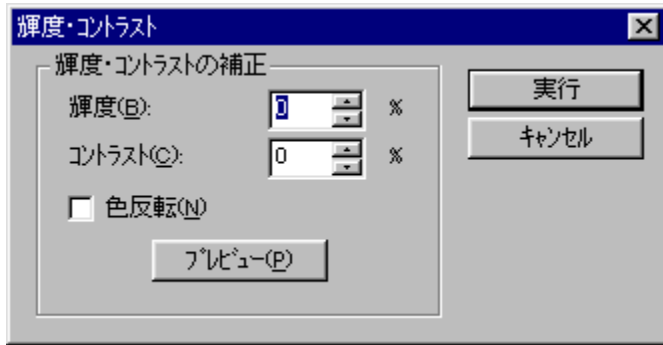 輝度･ｺﾝﾄﾗｽﾄ
輝度･ｺﾝﾄﾗｽﾄの補正
輝度(B): 0 %
ｺﾝﾄﾗｽﾄ(C): 0 %
色反転(N)
ﾌﾟﾚﾋﾞｭｰ(P)
実行
ｷｬﾝｾﾙ